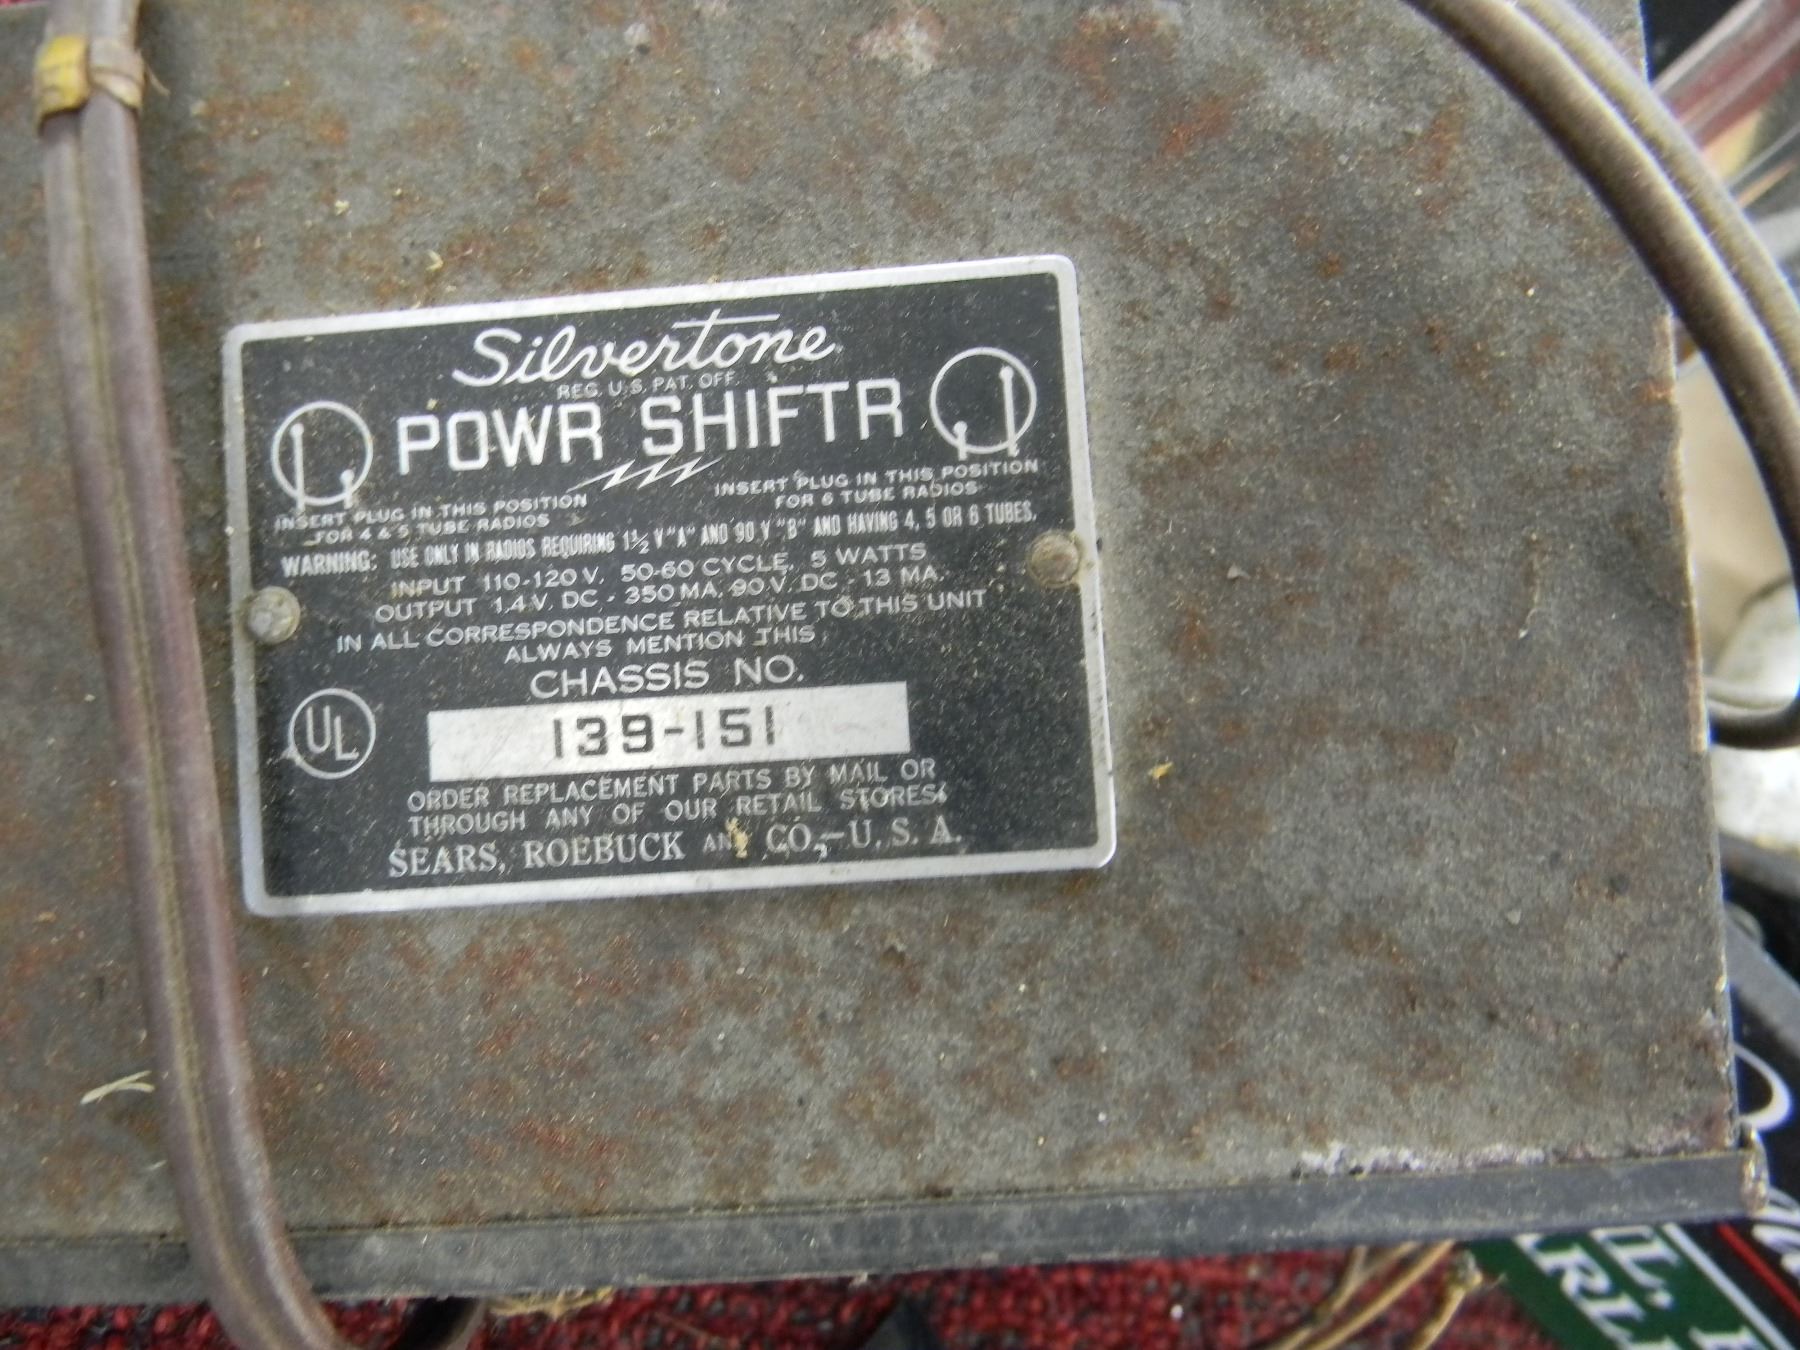 Silvertone
REG. U.S. PAT. OFF.
POWR SHIFTR
INSERT PLUG IN THIS POSITION
FOR 4 & 5 TUBE RADIOS
INSERT PLUG IN THIS POSITION
FOR 6 TUBE RADIOS
WARNING: USE ONLY IN RADIOS REQUIRING 1½ V "A" AND 90 V "B" AND HAVING 4, 5 OR 6 TUBES.
INPUT 110-120 V. 50-60 CYCLE, 5 WATTS
OUTPUT 1.4 V. DC - 350 MA. 90 V. DC - 13 MA.
IN ALL CORRESPONDENCE RELATIVE TO THIS UNIT
ALWAYS MENTION THIS
CHASSIS NO.
UL
139-151
ORDER REPLACEMENT PARTS BY MAIL OR
THROUGH ANY OF OUR RETAIL STORES.
SEARS, ROEBUCK AND CO.—U.S.A.